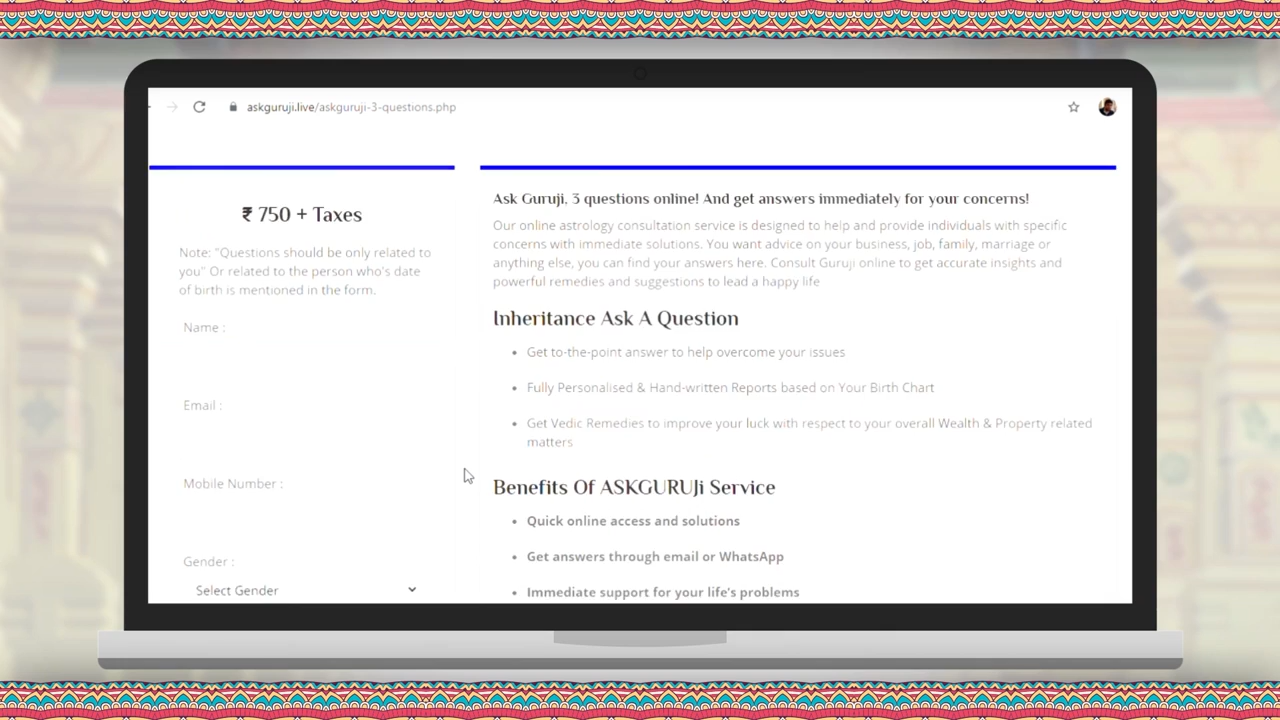 askguruji.live/askguruji-3-questions.php
₹ 750 + Taxes
Note: "Questions should be only related to
you" Or related to the person who's date
of birth is mentioned in the form.
Name :
Email :
Mobile Number :
Gender :
Select Gender
Ask Guruji, 3 questions online! And get answers immediately for your concerns!
Our online astrology consultation service is designed to help and provide individuals with specific
concerns with immediate solutions. You want advice on your business, job, family, marriage or
anything else, you can find your answers here. Consult Guruji online to get accurate insights and
powerful remedies and suggestions to lead a happy life
Inheritance Ask A Question
• Get to-the-point answer to help overcome your issues
• Fully Personalised & Hand-written Reports based on Your Birth Chart
• Get Vedic Remedies to improve your luck with respect to your overall Wealth & Property related
matters
Benefits Of ASKGURUJi Service
• Quick online access and solutions
• Get answers through email or WhatsApp
• Immediate support for your life's problems